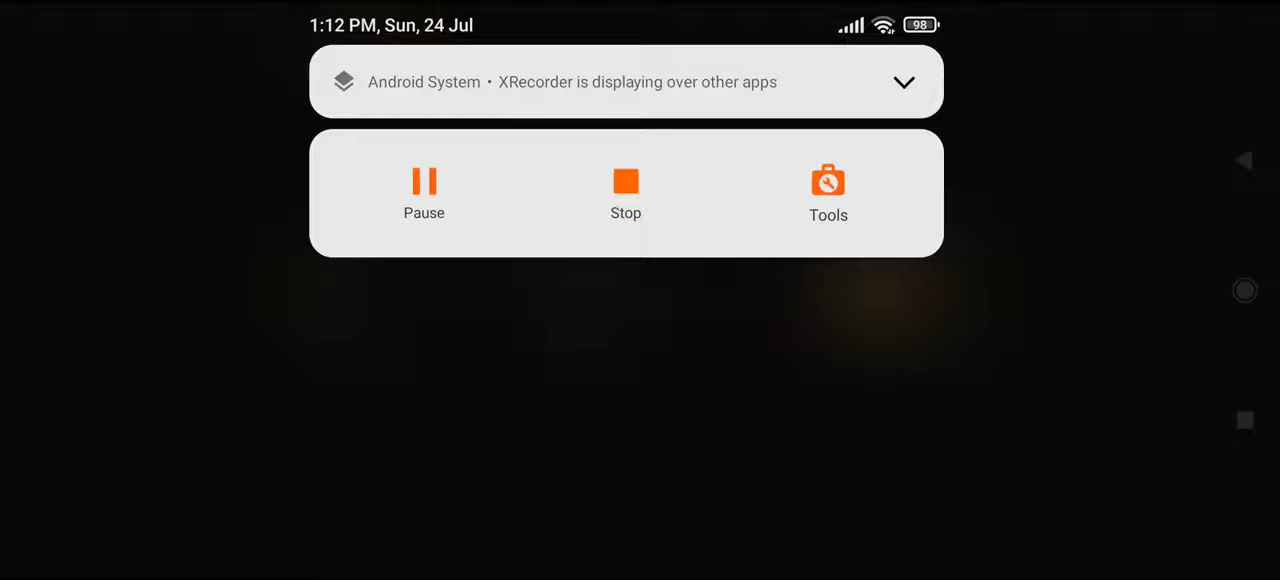 1:12 PM, Sun, 24 Jul
98
Android System • XRecorder is displaying over other apps
Pause
Stop
Tools